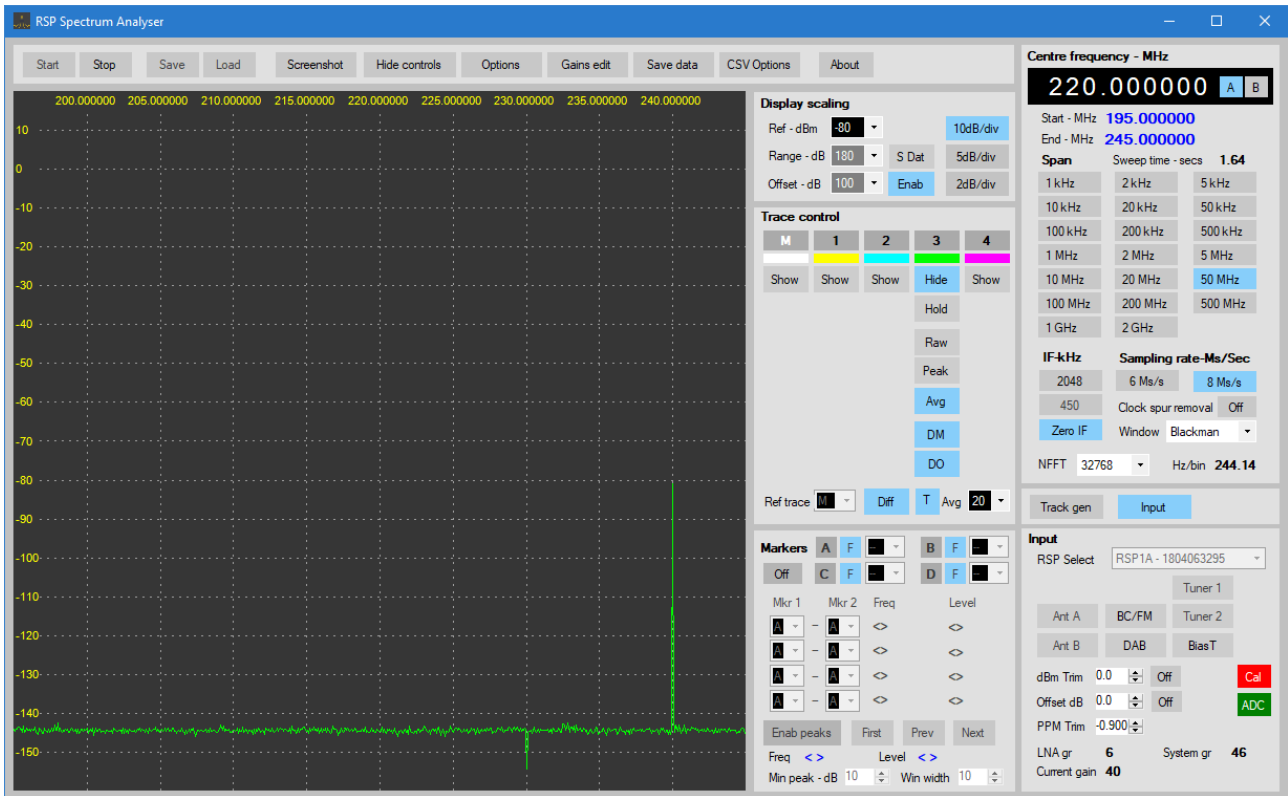 RSP Spectrum Analyser
Start Stop Save Load Screenshot Hide controls Options Gains edit Save data CSV Options About
200.000000 205.000000 210.000000 215.000000 220.000000 225.000000 230.000000 235.000000 240.000000
10
0
-10
-20
-30
-40
-50
-60
-70
-80
-90
-100
-110
-120
-130
-140
-150
Display scaling
Ref - dBm -80 10dB/div
Range - dB 180 S Dat 5dB/div
Offset - dB 100 Enab 2dB/div
Trace control
M 1 2 3 4
Show Show Show Hide Show
Hold
Raw
Peak
Avg
DM
DO
Ref trace M Diff T Avg 20
Markers A F -- B F --
Off C F -- D F --
Mkr 1 Mkr 2 Freq Level
A - A <> <>
A - A <> <>
A - A <> <>
A - A <> <>
Enab peaks First Prev Next
Freq < > Level < >
Min peak - dB 10 Win width 10
Centre frequency - MHz
220.000000 A B
Start - MHz 195.000000
End - MHz 245.000000
Span Sweep time - secs 1.64
1 kHz 2 kHz 5 kHz
10 kHz 20 kHz 50 kHz
100 kHz 200 kHz 500 kHz
1 MHz 2 MHz 5 MHz
10 MHz 20 MHz 50 MHz
100 MHz 200 MHz 500 MHz
1 GHz 2 GHz
IF-kHz Sampling rate-Ms/Sec
2048 6 Ms/s 8 Ms/s
450 Clock spur removal Off
Zero IF Window Blackman
NFFT 32768 Hz/bin 244.14
Track gen Input
Input
RSP Select RSP1A - 1804063295
Tuner 1
Ant A BC/FM Tuner 2
Ant B DAB BiasT
dBm Trim 0.0 Off Cal
Offset dB 0.0 Off ADC
PPM Trim -0.900
LNA gr 6 System gr 46
Current gain 40